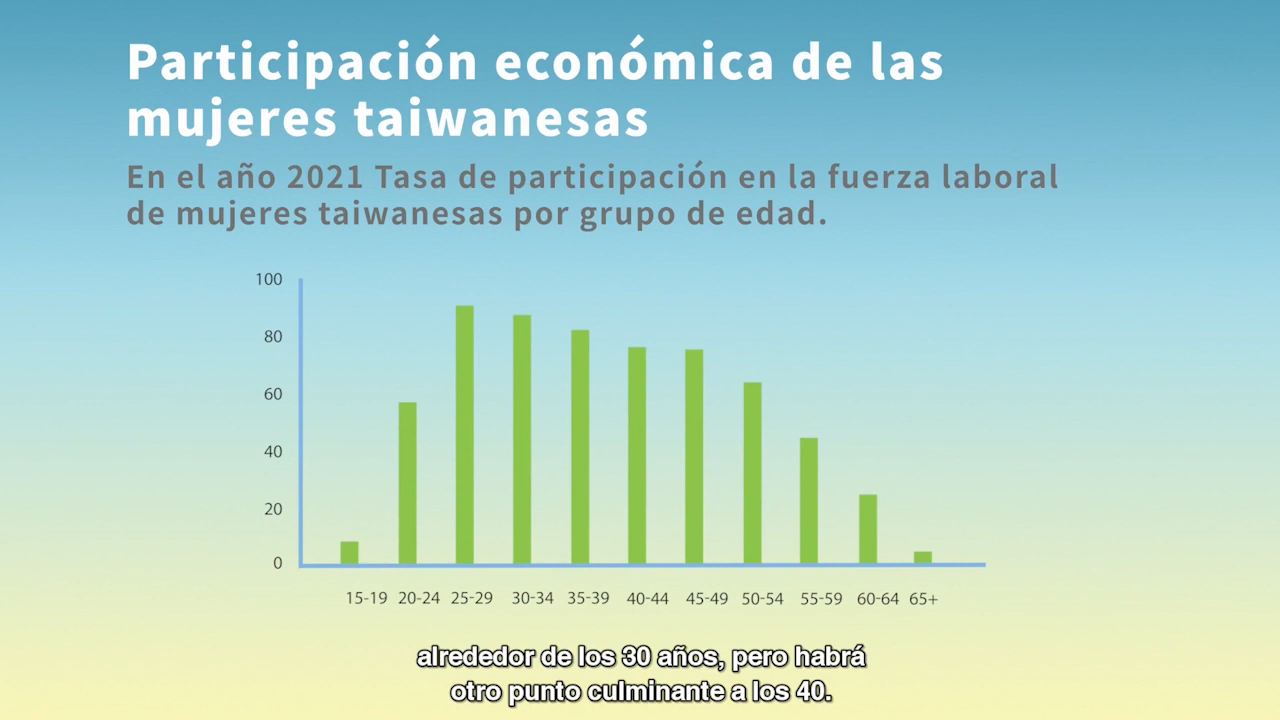 Participación económica de las
mujeres taiwanesas
En el año 2021 Tasa de participación en la fuerza laboral
de mujeres taiwanesas por grupo de edad.
100
80
60
40
20
0
15-19 20-24 25-29 30-34 35-39 40-44 45-49 50-54 55-59 60-64 65+
alrededor de los 30 años, pero habrá
otro punto culminante a los 40.